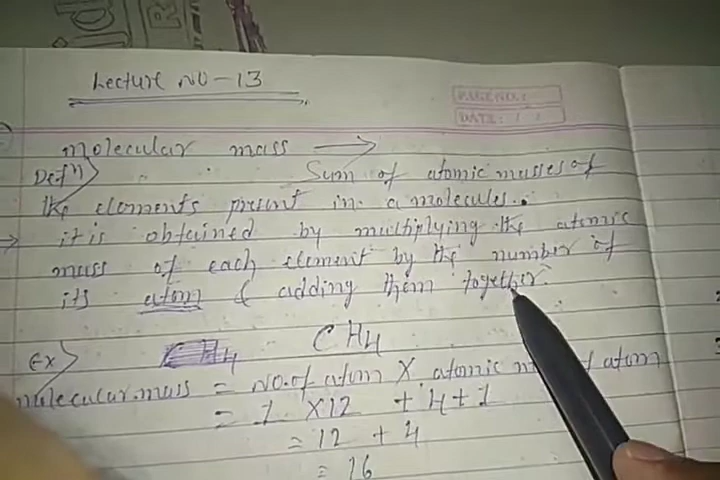 Lecture NO-13
PAGE NO.:
DATE: / /
molecular mass →
Defn> Sum of atomic masses of
the elements present in a molecules.
→ it is obtained by multiplying the atomic
mass of each element by the number of
its atom & adding them together.
Ex> CH4 CH4
molecular mass = NO. of atom X atomic atom
= 1 X12 + 4+1
= 12 + 4
= 16